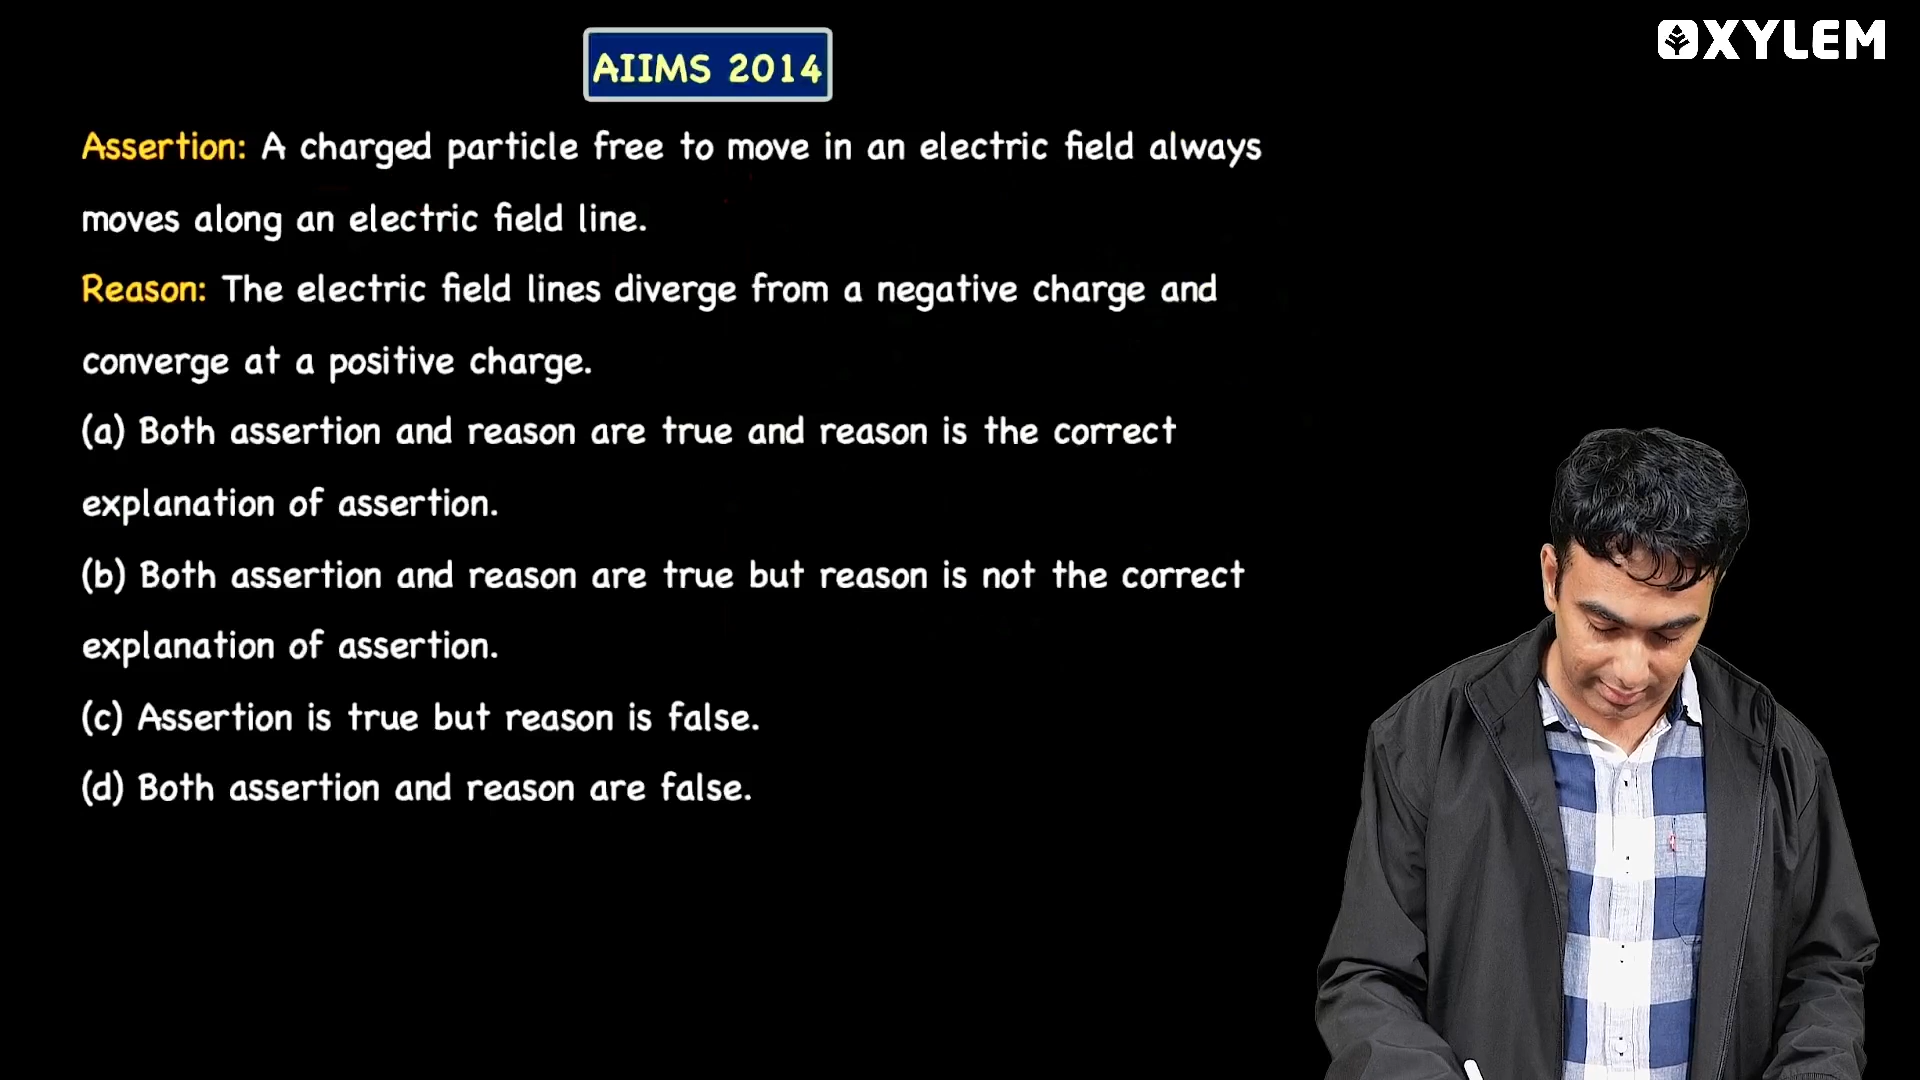 AIIMS 2014
OXYLEM
Assertion: A charged particle free to move in an electric field always
moves along an electric field line.
Reason: The electric field lines diverge from a negative charge and
converge at a positive charge.
(a) Both assertion and reason are true and reason is the correct
explanation of assertion.
(b) Both assertion and reason are true but reason is not the correct
explanation of assertion.
(c) Assertion is true but reason is false.
(d) Both assertion and reason are false.